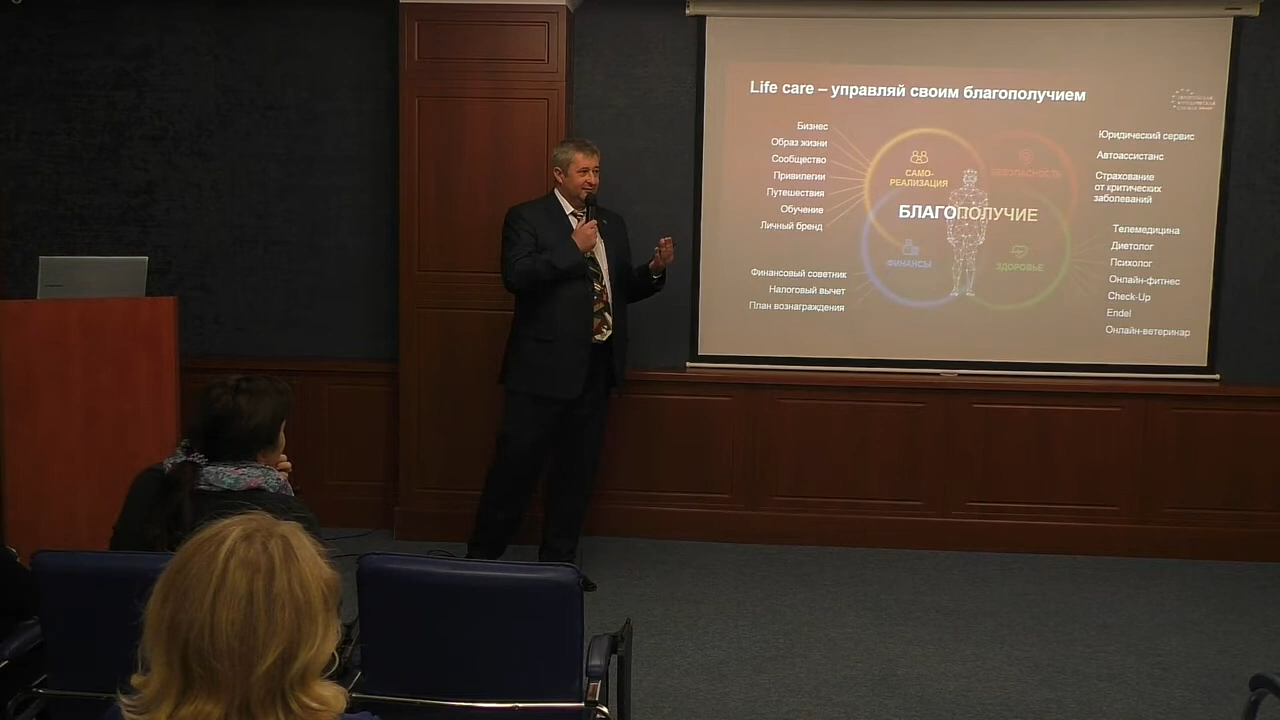 Life care – управляй своим благополучием
Бизнес
Образ жизни
Сообщество
Привилегии
Путешествия
Обучение
Личный бренд
Финансовый советник
Налоговый вычет
План вознаграждения
САМО-
РЕАЛИЗАЦИЯ
БЕЗОПАСНОСТЬ
БЛАГОПОЛУЧИЕ
ФИНАНСЫ
ЗДОРОВЬЕ
Юридический сервис
Автоассистанс
Страхование
от критических
заболеваний
Телемедицина
Диетолог
Психолог
Онлайн-фитнес
Check-Up
Endel
Онлайн-ветеринар